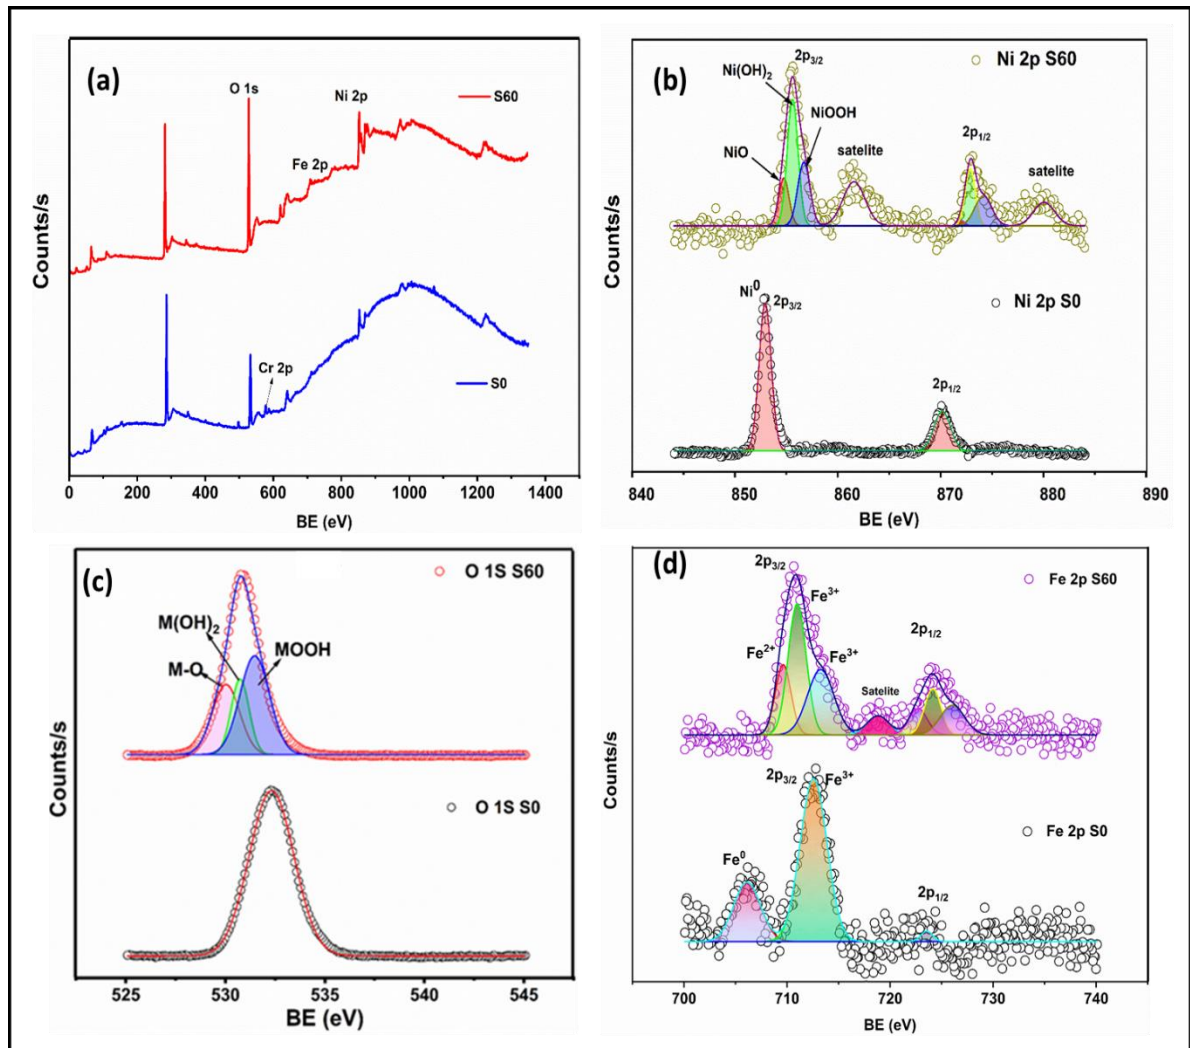 (a)
O 1s
Ni 2p
S60
Fe 2p
Cr 2p
S0
Counts/s
0 200 400 600 800 1000 1200 1400
BE (eV)
(b)
2p3/2
Ni 2p S60
Ni(OH)2
NiOOH
2p1/2
NiO
satelite
satelite
Ni0
2p3/2
Ni 2p S0
2p1/2
Counts/s
840 850 860 870 880 890
BE (eV)
(c)
O 1S S60
M(OH)2
MOOH
M-O
O 1S S0
Counts/s
525 530 535 540 545
BE (eV)
(d)
2p3/2
Fe 2p S60
Fe3+
2p1/2
Fe2+
Fe3+
Satelite
2p3/2
Fe3+
Fe 2p S0
Fe0
2p1/2
Counts/s
700 710 720 730 740
BE (eV)